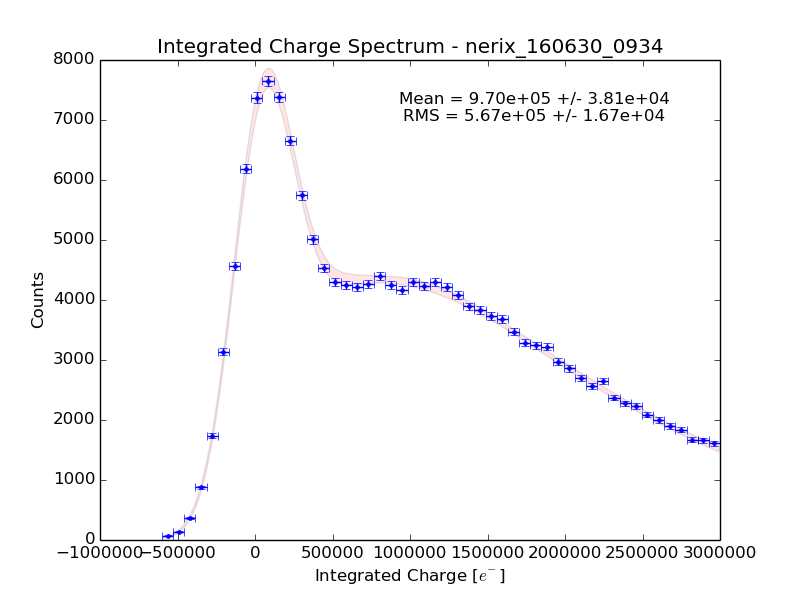 Integrated Charge Spectrum - nerix_160630_0934
Mean = 9.70e+05 +/- 3.81e+04
RMS = 5.67e+05 +/- 1.67e+04
8000
7000
6000
5000
4000
3000
2000
1000
0
Counts
−1000000 −500000 0 500000 1000000 1500000 2000000 2500000 3000000
Integrated Charge [e⁻]